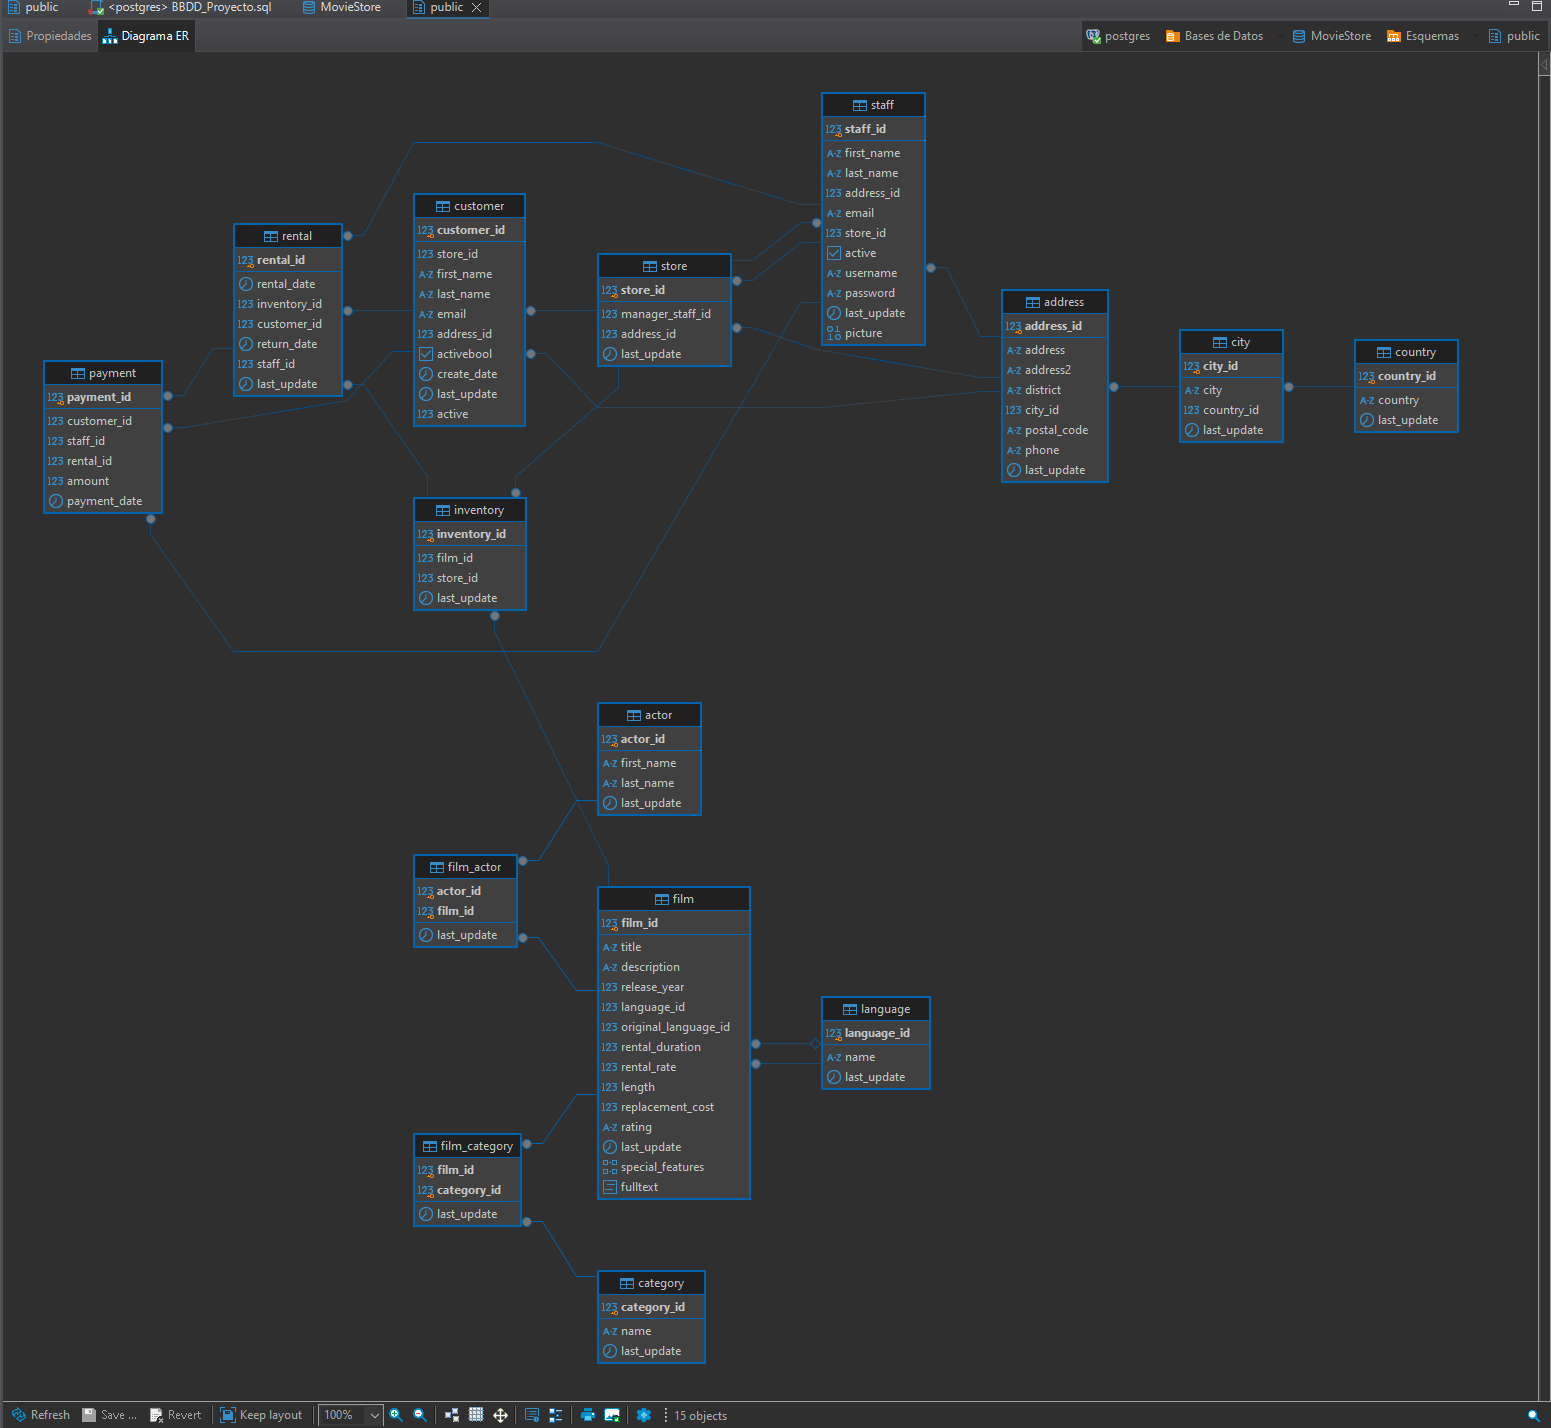 public
<postgres> BBDD_Proyecto.sql
MovieStore
public
Propiedades
Diagrama ER
postgres
Bases de Datos
MovieStore
Esquemas
public
staff
123 staff_id
A-Z first_name
A-Z last_name
123 address_id
A-Z email
123 store_id
active
A-Z username
A-Z password
last_update
picture
customer
123 customer_id
123 store_id
A-Z first_name
A-Z last_name
A-Z email
123 address_id
activebool
create_date
last_update
123 active
rental
123 rental_id
rental_date
123 inventory_id
123 customer_id
return_date
123 staff_id
last_update
store
123 store_id
123 manager_staff_id
123 address_id
last_update
address
123 address_id
A-Z address
A-Z address2
A-Z district
123 city_id
A-Z postal_code
A-Z phone
last_update
city
123 city_id
A-Z city
123 country_id
last_update
country
123 country_id
A-Z country
last_update
payment
123 payment_id
123 customer_id
123 staff_id
123 rental_id
123 amount
payment_date
inventory
123 inventory_id
123 film_id
123 store_id
last_update
actor
123 actor_id
A-Z first_name
A-Z last_name
last_update
film_actor
123 actor_id
123 film_id
last_update
film
123 film_id
A-Z title
A-Z description
123 release_year
123 language_id
123 original_language_id
123 rental_duration
123 rental_rate
123 length
123 replacement_cost
A-Z rating
last_update
special_features
fulltext
language
123 language_id
A-Z name
last_update
film_category
123 film_id
123 category_id
last_update
category
123 category_id
A-Z name
last_update
Refresh
Save ...
Revert
Keep layout
100%
15 objects